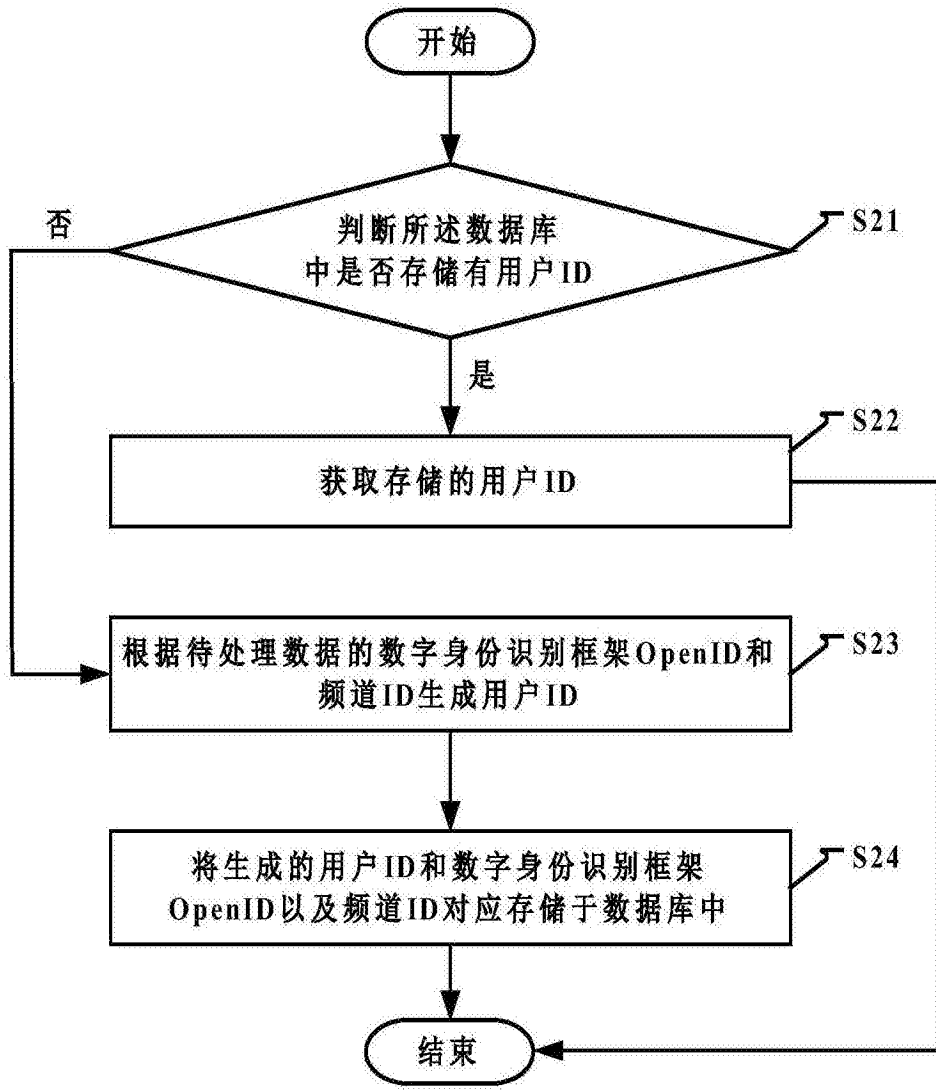 开始
判断所述数据库
中是否存储有用户ID
S21
否
是
获取存储的用户ID
S22
根据待处理数据的数字身份识别框架OpenID和
频道ID生成用户ID
S23
将生成的用户ID和数字身份识别框架
OpenID以及频道ID对应存储于数据库中
S24
结束